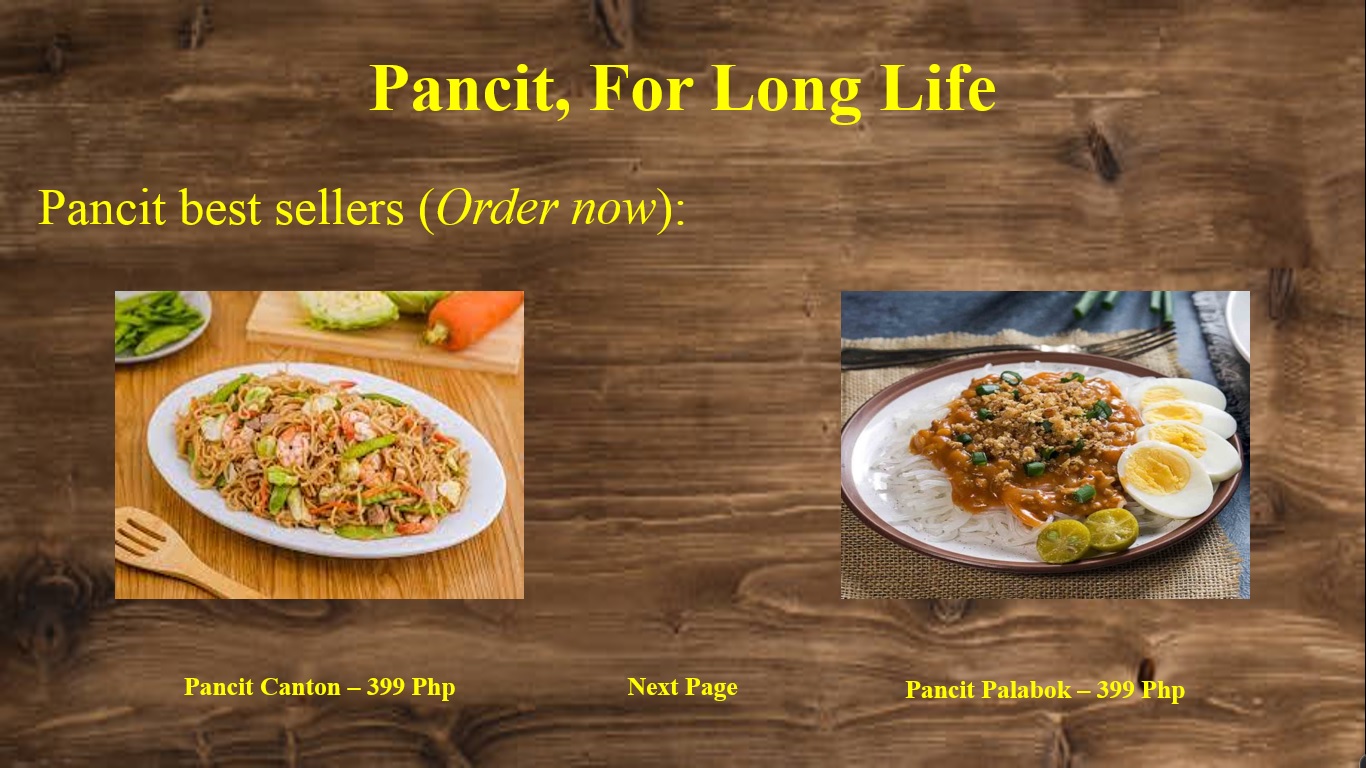 Pancit, For Long Life
Pancit best sellers (Order now):
Pancit Canton – 399 Php
Next Page
Pancit Palabok – 399 Php